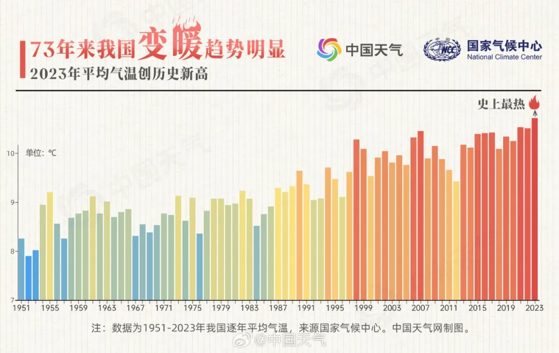 73年来我国变暖趋势明显
中国天气
国家气候中心
National Climate Center
2023年平均气温创历史新高
史上最热
单位：℃
10
9
8
7
1951 1955 1959 1963 1967 1971 1975 1979 1983 1987 1991 1995 1999 2003 2007 2011 2015 2019 2023
注：数据为1951-2023年我国逐年平均气温，来源国家气候中心。中国天气网制图。
@中国天气